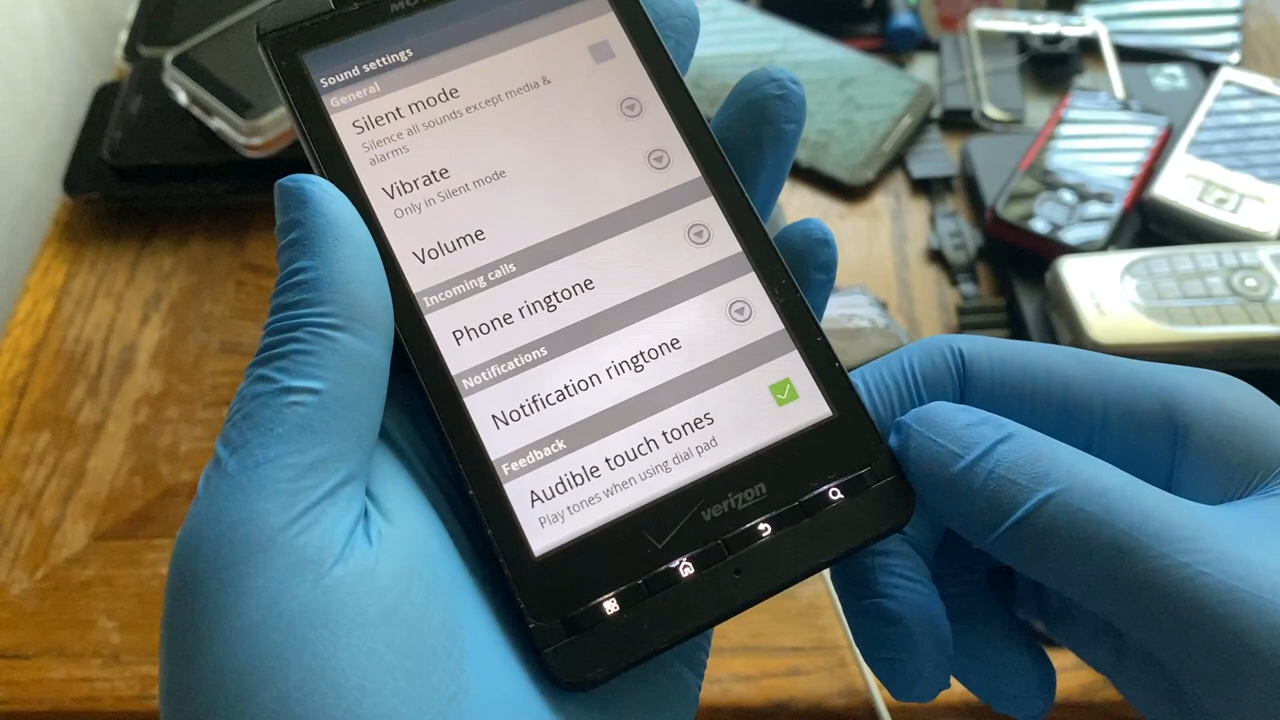 Sound settings
General
Silent mode
Silence all sounds except media &
alarms
Vibrate
Only in Silent mode
Volume
Incoming calls
Phone ringtone
Notifications
Notification ringtone
Feedback
Audible touch tones
Play tones when using dial pad
verizon